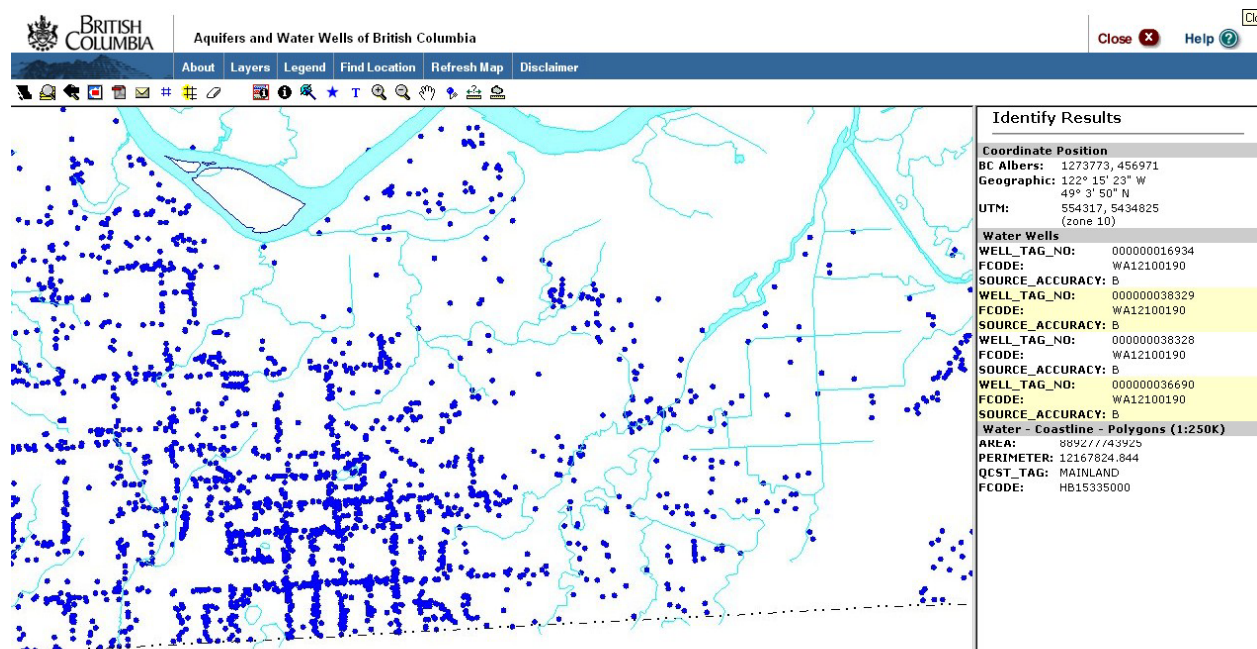 Clo
BRITISH
COLUMBIA
Aquifers and Water Wells of British Columbia
Close
Help
About Layers Legend Find Location Refresh Map Disclaimer
T
Identify Results
Coordinate Position
BC Albers: 1273773, 456971
Geographic: 122° 15' 23" W
49° 3' 50" N
UTM: 554317, 5434825
(zone 10)
Water Wells
WELL_TAG_NO: 000000016934
FCODE: WA12100190
SOURCE_ACCURACY: B
WELL_TAG_NO: 000000038329
FCODE: WA12100190
SOURCE_ACCURACY: B
WELL_TAG_NO: 000000038328
FCODE: WA12100190
SOURCE_ACCURACY: B
WELL_TAG_NO: 000000036690
FCODE: WA12100190
SOURCE_ACCURACY: B
Water - Coastline - Polygons (1:250K)
AREA: 889277743925
PERIMETER: 12167824.844
QCST_TAG: MAINLAND
FCODE: HB15335000